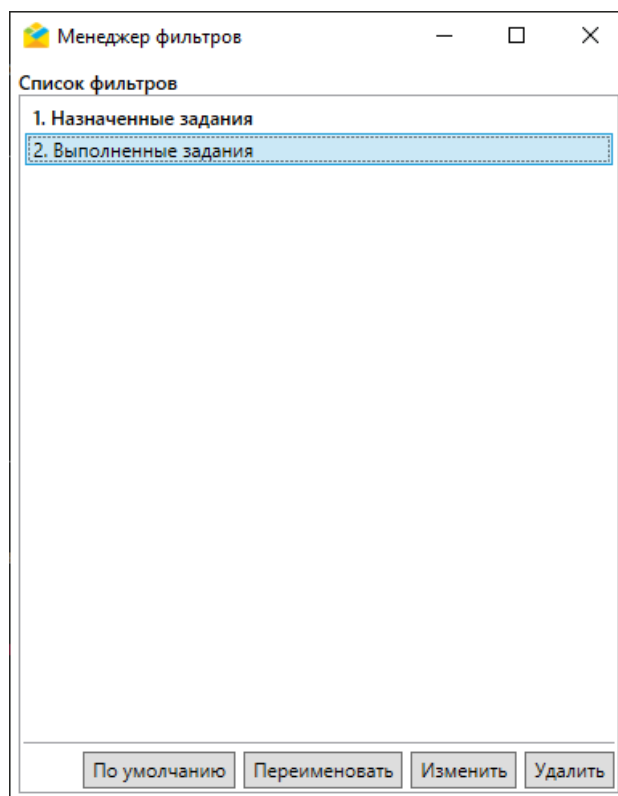 Менеджер фильтров
Список фильтров
1. Назначенные задания
2. Выполненные задания
По умолчанию Переименовать Изменить Удалить